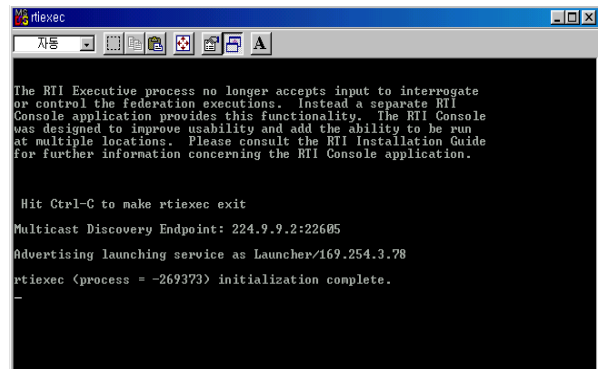 rtiexec
자동
The RTI Executive process no longer accepts input to interrogate
or control the federation executions.  Instead a separate RTI
Console application provides this functionality.  The RTI Console
was designed to improve usability and add the ability to be run
at multiple locations.  Please consult the RTI Installation Guide
for further information concerning the RTI Console application.
Hit Ctrl-C to make rtiexec exit
Multicast Discovery Endpoint: 224.9.9.2:22605
Advertising launching service as Launcher/169.254.3.78
rtiexec (process = -269373) initialization complete.